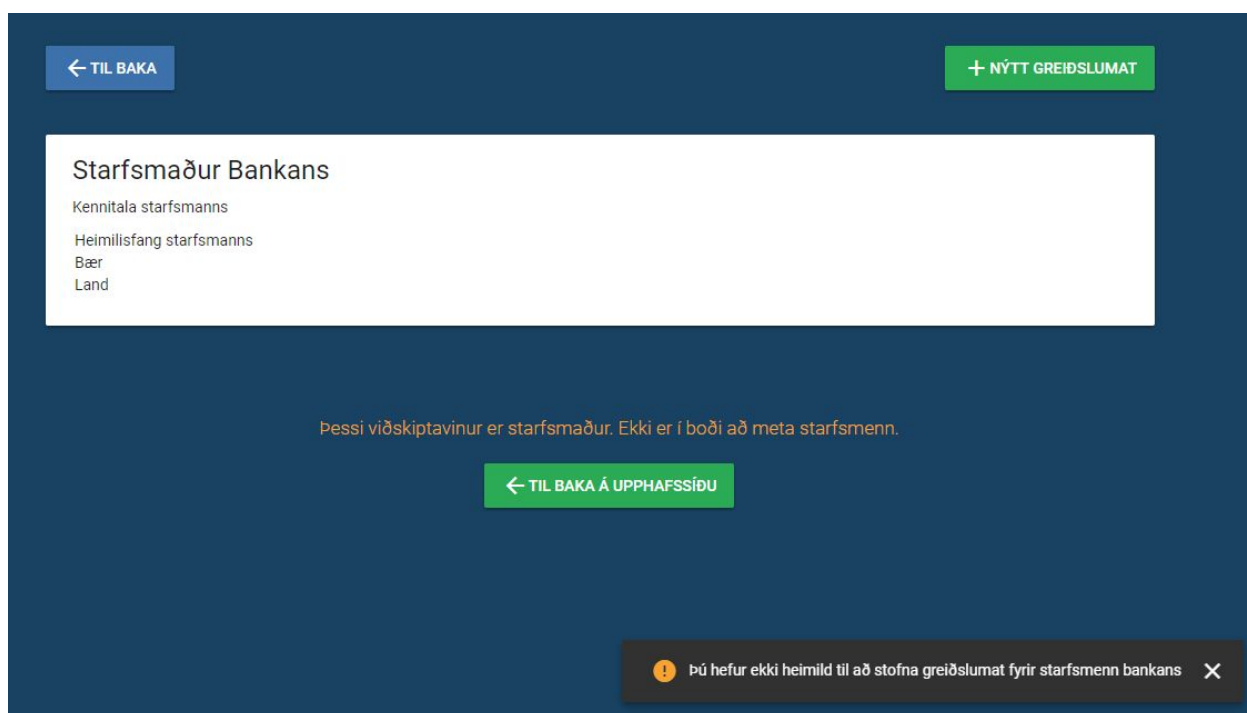 TIL BAKA
NÝTT GREIÐSLUMAT
Starfsmaður Bankans
Kennitala starfsmanns
Heimilisfang starfsmanns
Bær
Land
Þessi viðskiptavinur er starfsmaður. Ekki er í boði að meta starfsmenn.
TIL BAKA Á UPPHAFSSÍÐU
Þú hefur ekki heimild til að stofna greiðslumat fyrir starfsmenn bankans